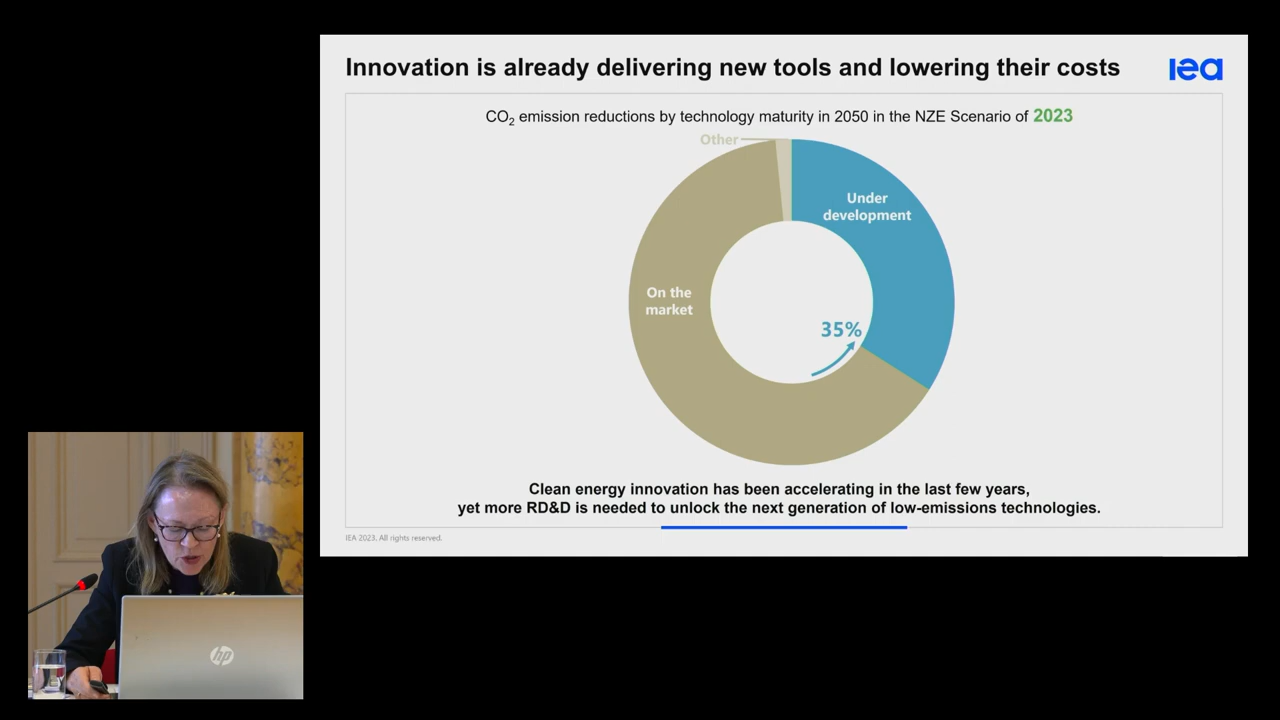 Innovation is already delivering new tools and lowering their costs
iea
CO₂ emission reductions by technology maturity in 2050 in the NZE Scenario of 2023
Other
Under
development
On the
market
35%
Clean energy innovation has been accelerating in the last few years,
yet more RD&D is needed to unlock the next generation of low-emissions technologies.
IEA 2023. All rights reserved.
hp